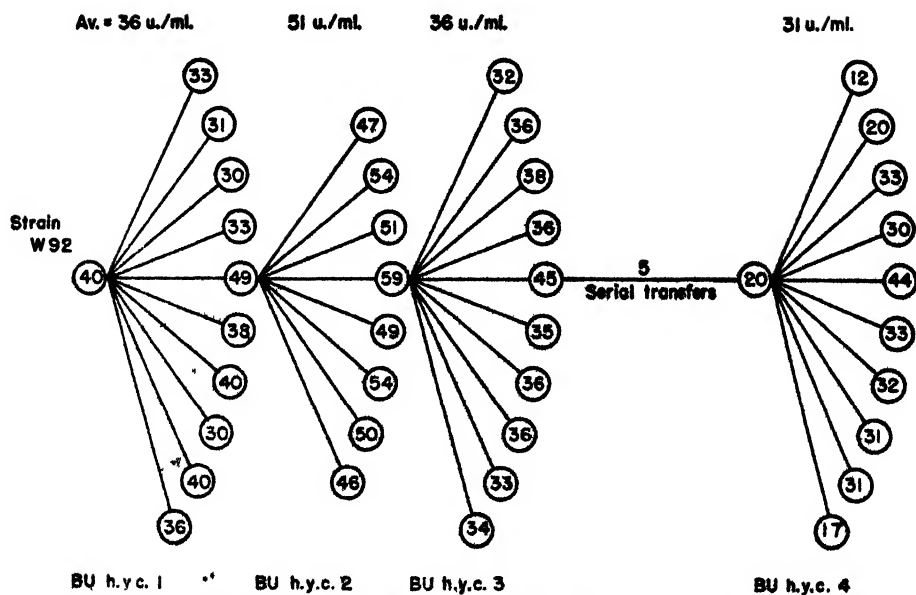 Av. = 36 u./ml. 51 u./ml. 36 u./ml. 31 u./ml.
33 32 12
31 47 36 20
30 54 38 33
33 51 36 30
Strain
W92
40 49 59 45 5 20 44
Serial transfers
38 49 35 33
40 54 36 32
30 50 36 31
40 46 33 31
36 34 17
BU h.y.c. 1 BU h.y.c. 2 BU h.y.c. 3 BU h.y.c. 4